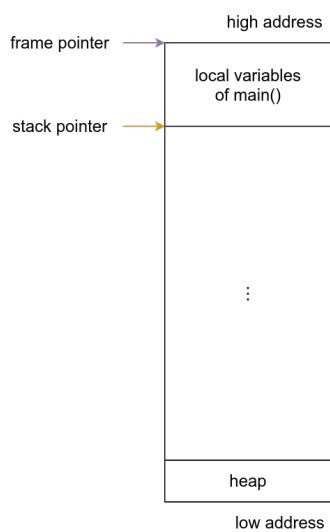 high address
frame pointer
local variables
of main()
stack pointer
⋮
heap
low address